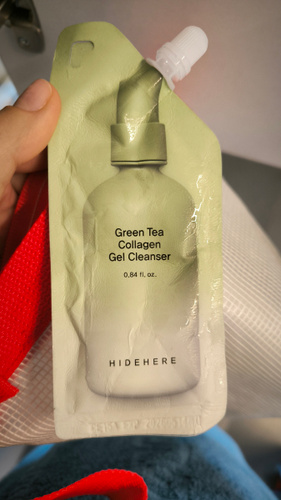 Green Tea
Collagen
Gel Cleanser
0.84 fl. oz.
HIDEHERE